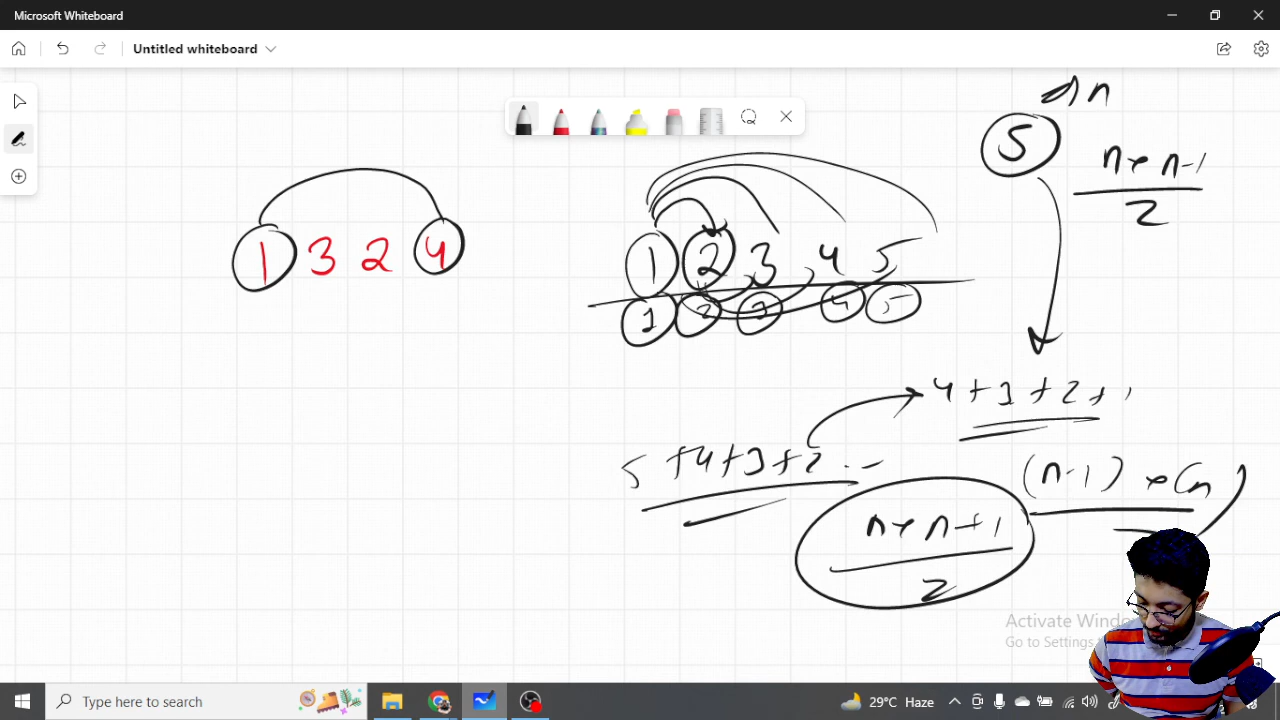 Microsoft Whiteboard
Untitled whiteboard
n
5
n * n-1
2
1 3 2 4
1 2 3 4 5
1 2 3 4 5
4 + 3 + 2 +
5 + 4 + 3 + 2 . . -
(n-1) * (n
n * n+1
2
Activate Wind
Go to Settings
Type here to search
29°C Haze